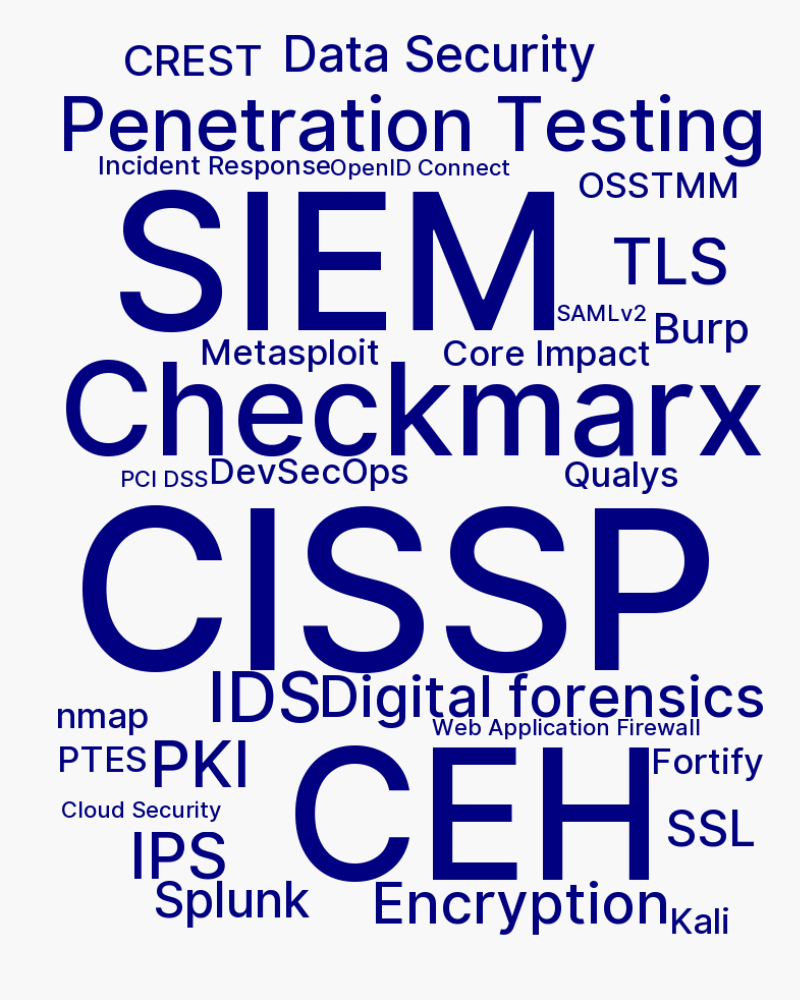 CREST Data Security
Penetration Testing
Incident Response OpenID Connect
OSSTMM
SIEM
TLS
SAMLv2 Burp
Metasploit Core Impact
Checkmarx
PCI DSS DevSecOps Qualys
CISSP
IDS Digital forensics
nmap Web Application Firewall
PTES PKI CEH Fortify
Cloud Security SSL
IPS
Splunk Encryption Kali